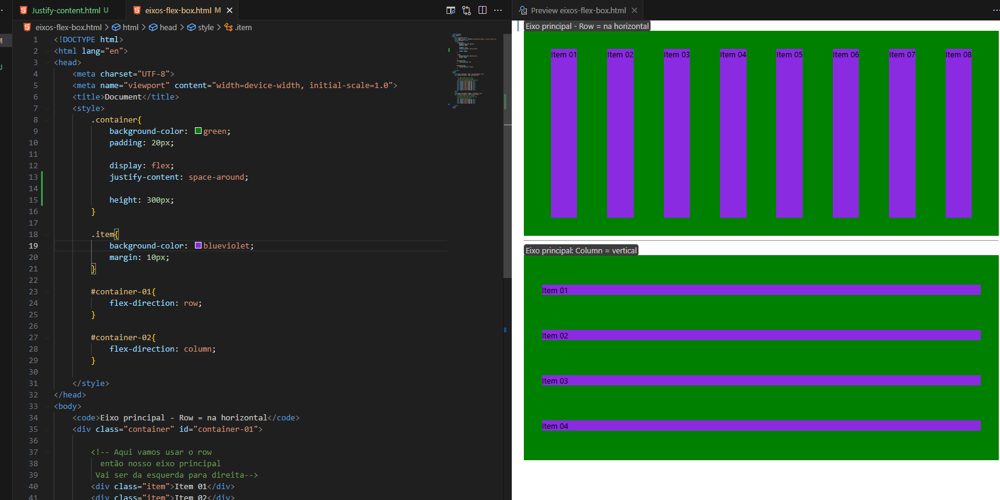 Justify-content.html U
eixos-flex-box.html M
Preview eixos-flex-box.html
eixos-flex-box.html > html > head > style > .item
1 <!DOCTYPE html>
2 <html lang="en">
3 <head>
4 <meta charset="UTF-8">
5 <meta name="viewport" content="width=device-width, initial-scale=1.0">
6 <title>Document</title>
7 <style>
8 .container{
9 background-color: green;
10 padding: 20px;
11
12 display: flex;
13 justify-content: space-around;
14
15 height: 300px;
16 }
17
18 .item{
19 background-color: blueviolet;
20 margin: 10px;
21 }
22
23 #container-01{
24 flex-direction: row;
25 }
26
27 #container-02{
28 flex-direction: column;
29 }
30
31 </style>
32 </head>
33 <body>
34 <code>Eixo principal - Row = na horizontal</code>
35 <div class="container" id="container-01">
36
37 <!-- Aqui vamos usar o row
38 então nosso eixo principal
39 Vai ser da esquerda para direita-->
40 <div class="item">Item 01</div>
41 <div class="item">Item 02</div>
Eixo principal - Row = na horizontal
Item 01 Item 02 Item 03 Item 04 Item 05 Item 06 Item 07 Item 08
Eixo principal: Column = vertical
Item 01
Item 02
Item 03
Item 04